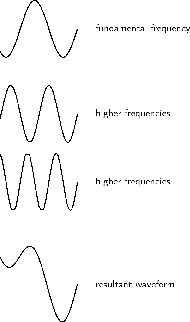 fundamental frequency
higher frequencies
higher frequencies
resultant waveform